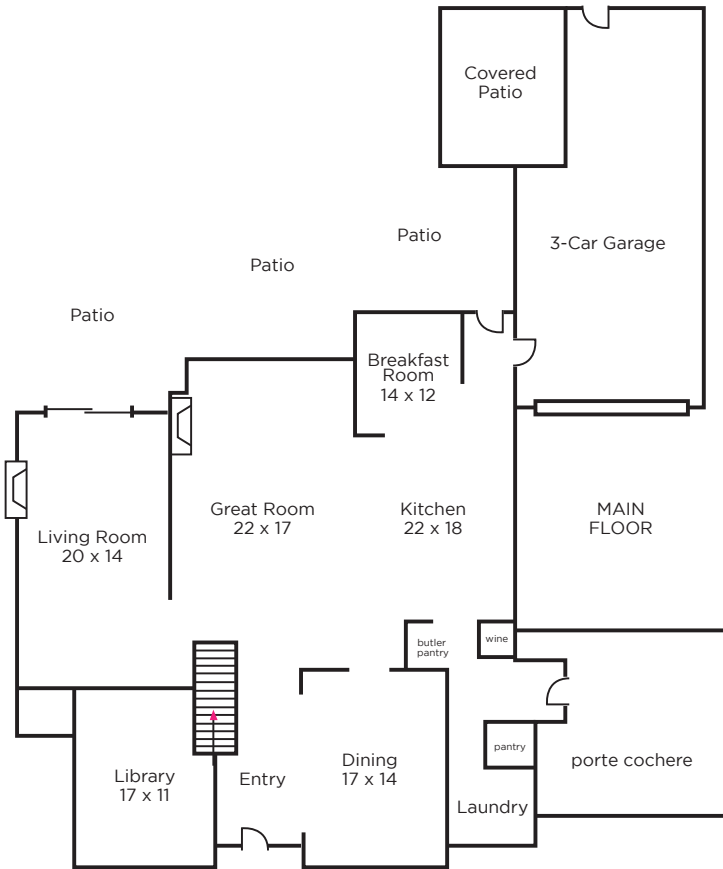 Covered
Patio
Patio
3-Car Garage
Patio
Patio
Breakfast
Room
14 x 12
Great Room
22 x 17
Kitchen
22 x 18
MAIN
FLOOR
Living Room
20 x 14
butler
pantry
wine
pantry
Dining
17 x 14
porte cochere
Library
17 x 11
Entry
Laundry